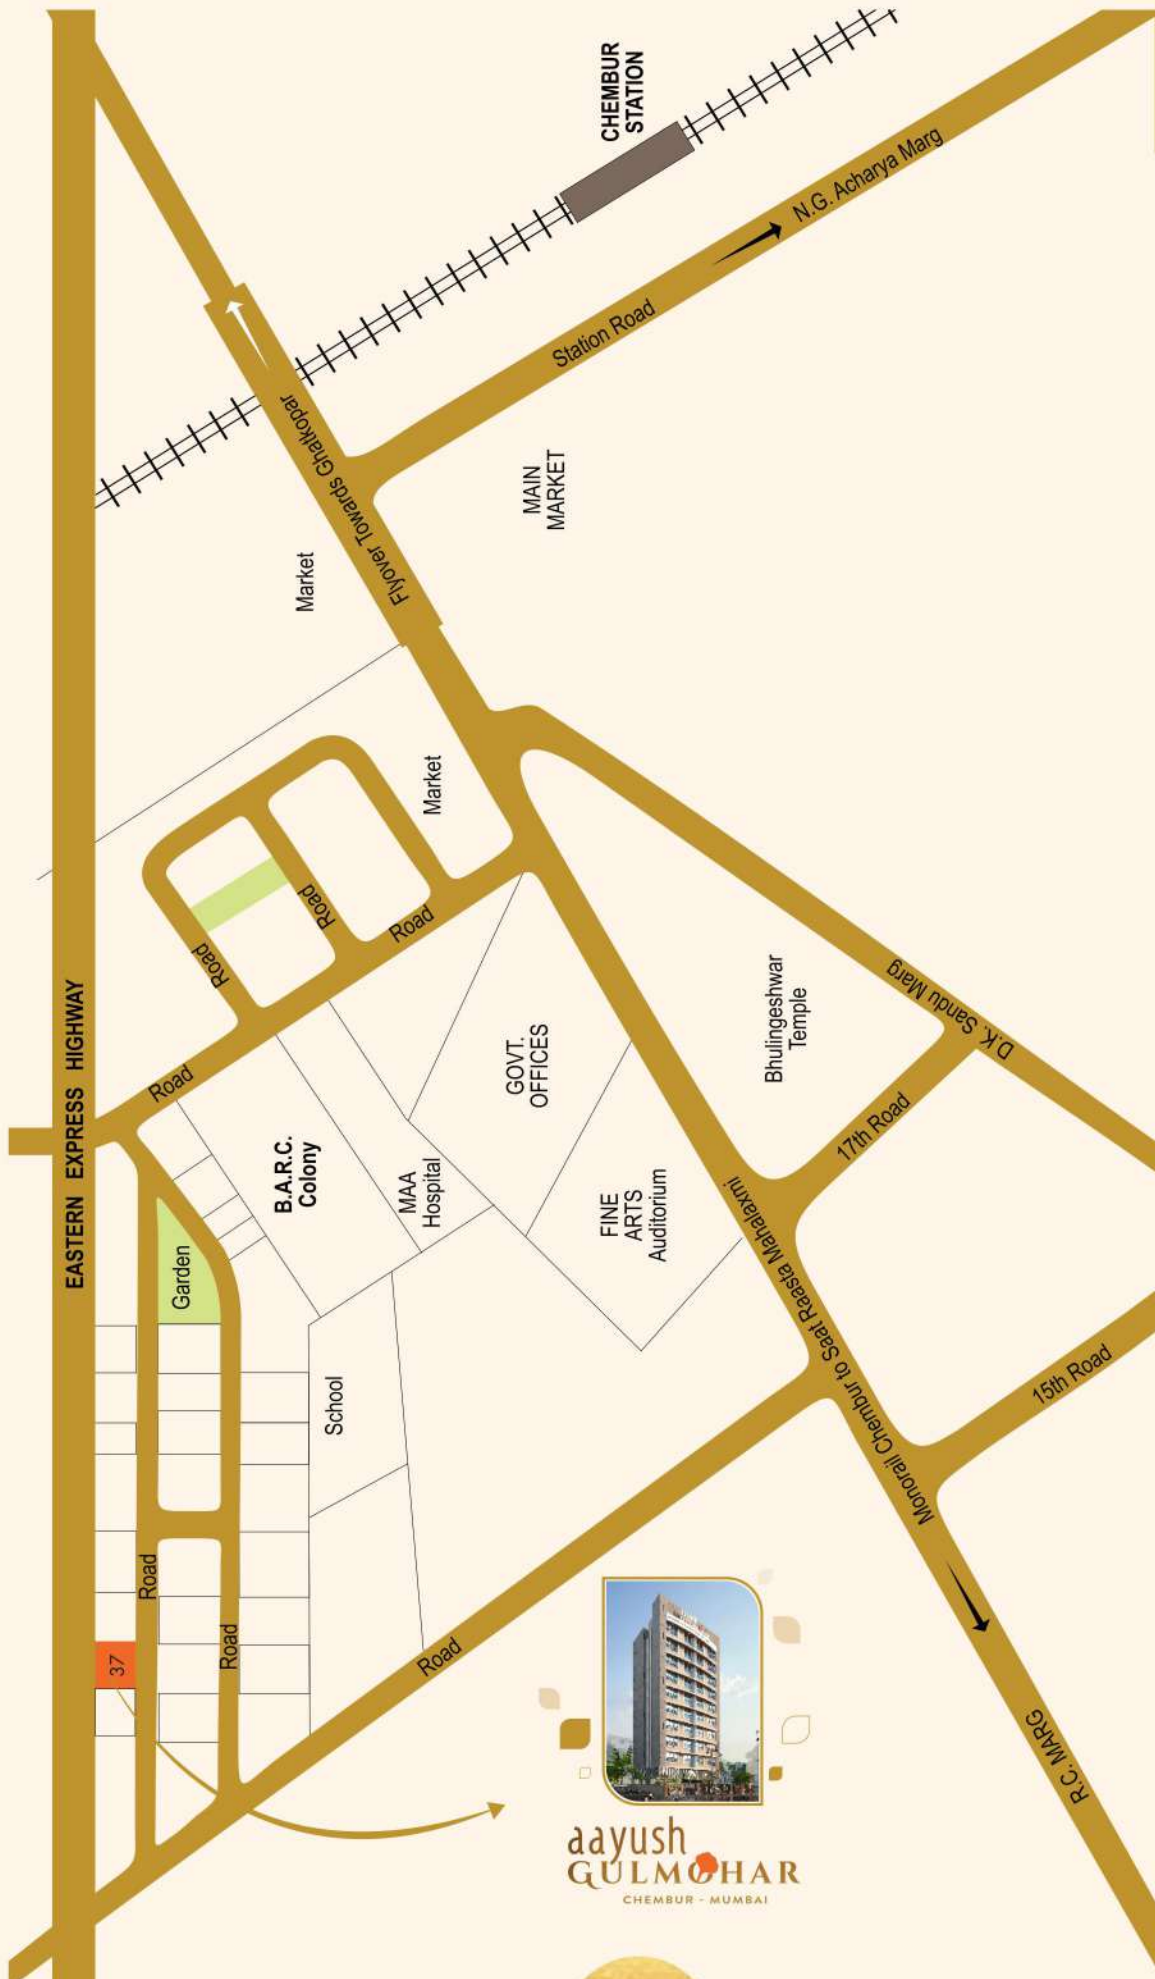 CHEMBUR
STATION
N.G. Acharya Marg
Station Road
Flyover Towards Ghatkopar
MAIN
MARKET
Market
Market
EASTERN EXPRESS HIGHWAY
Road
Road
Road
Road
Garden
B.A.R.C.
Colony
MAA
Hospital
GOVT.
OFFICES
FINE
ARTS
Auditorium
Bhulingeshwar
Temple
D.K. Sandu Marg
17th Road
15th Road
Monorail Chembur to Saat Raasta Mahalaxmi
School
Road
Road
Road
37
R.C. MARG
aayush
GULMOHAR
CHEMBUR - MUMBAI